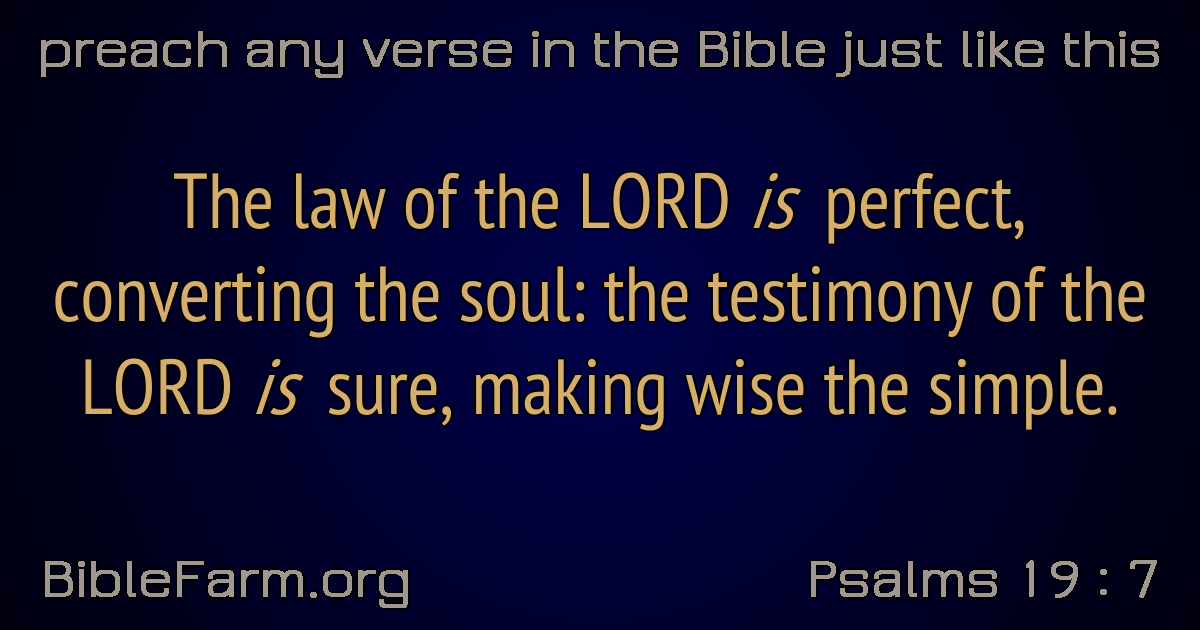 preach any verse in the Bible just like this
The law of the LORD is perfect,
converting the soul: the testimony of the
LORD is sure, making wise the simple.
BibleFarm.org
Psalms 19 : 7